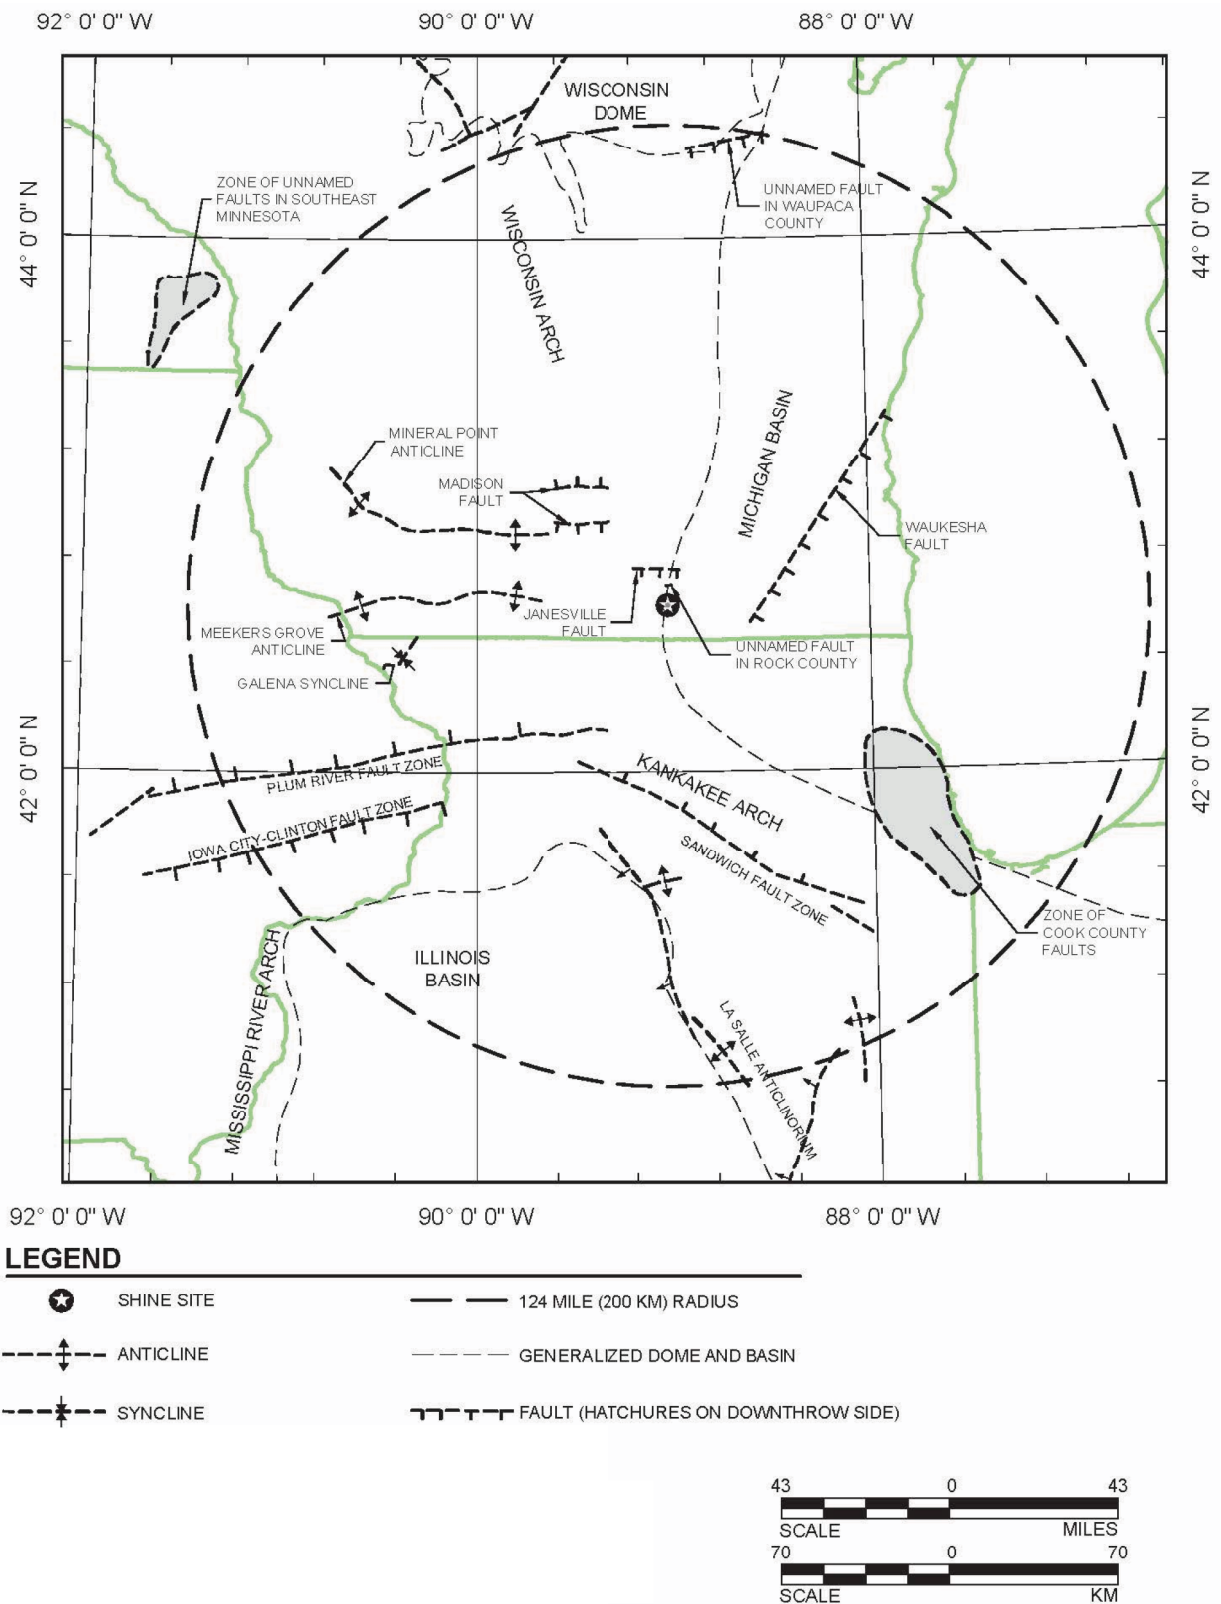 92° 0' 0" W
90° 0' 0" W
88° 0' 0" W
WISCONSIN
DOME
ZONE OF UNNAMED
FAULTS IN SOUTHEAST
MINNESOTA
UNNAMED FAULT
IN WAUPACA
COUNTY
44° 0' 0" N
44° 0' 0" N
WISCONSIN ARCH
MICHIGAN BASIN
MINERAL POINT
ANTICLINE
MADISON
FAULT
WAUKESHA
FAULT
JANESVILLE
FAULT
MEEKERS GROVE
ANTICLINE
UNNAMED FAULT
IN ROCK COUNTY
GALENA SYNCLINE
42° 0' 0" N
42° 0' 0" N
PLUM RIVER FAULT ZONE
KANKAKEE ARCH
IOWA CITY-CLINTON FAULT ZONE
SANDWICH FAULT ZONE
ZONE OF
COOK COUNTY
FAULTS
ILLINOIS
BASIN
MISSISSIPPI RIVER ARCH
LA SALLE ANTICLINORIUM
92° 0' 0" W
90° 0' 0" W
88° 0' 0" W
LEGEND
SHINE SITE
124 MILE (200 KM) RADIUS
ANTICLINE
GENERALIZED DOME AND BASIN
SYNCLINE
FAULT (HATCHURES ON DOWNTHROW SIDE)
43 0 43
SCALE MILES
70 0 70
SCALE KM